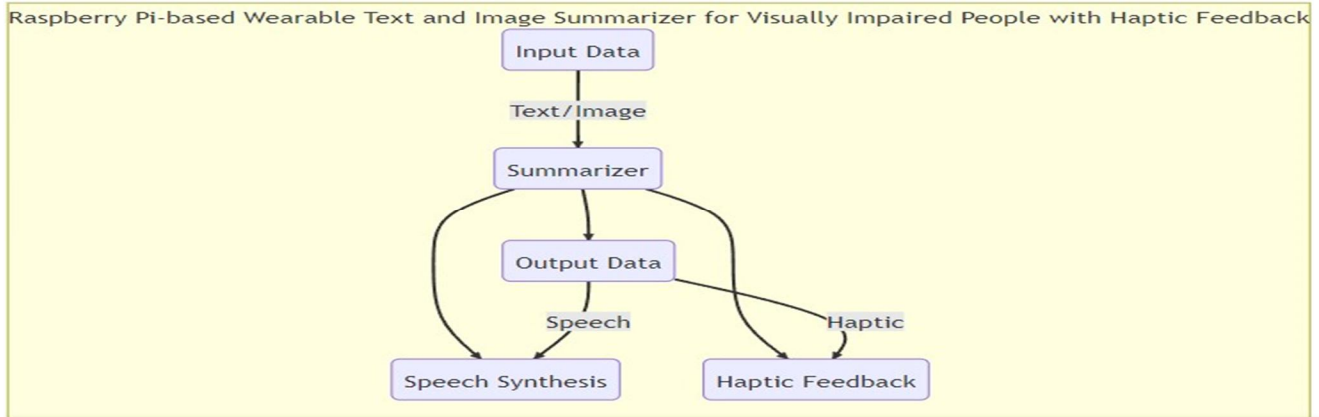 Raspberry Pi-based Wearable Text and Image Summarizer for Visually Impaired People with Haptic Feedback
Input Data
Text/Image
Summarizer
Output Data
Speech
Haptic
Speech Synthesis
Haptic Feedback